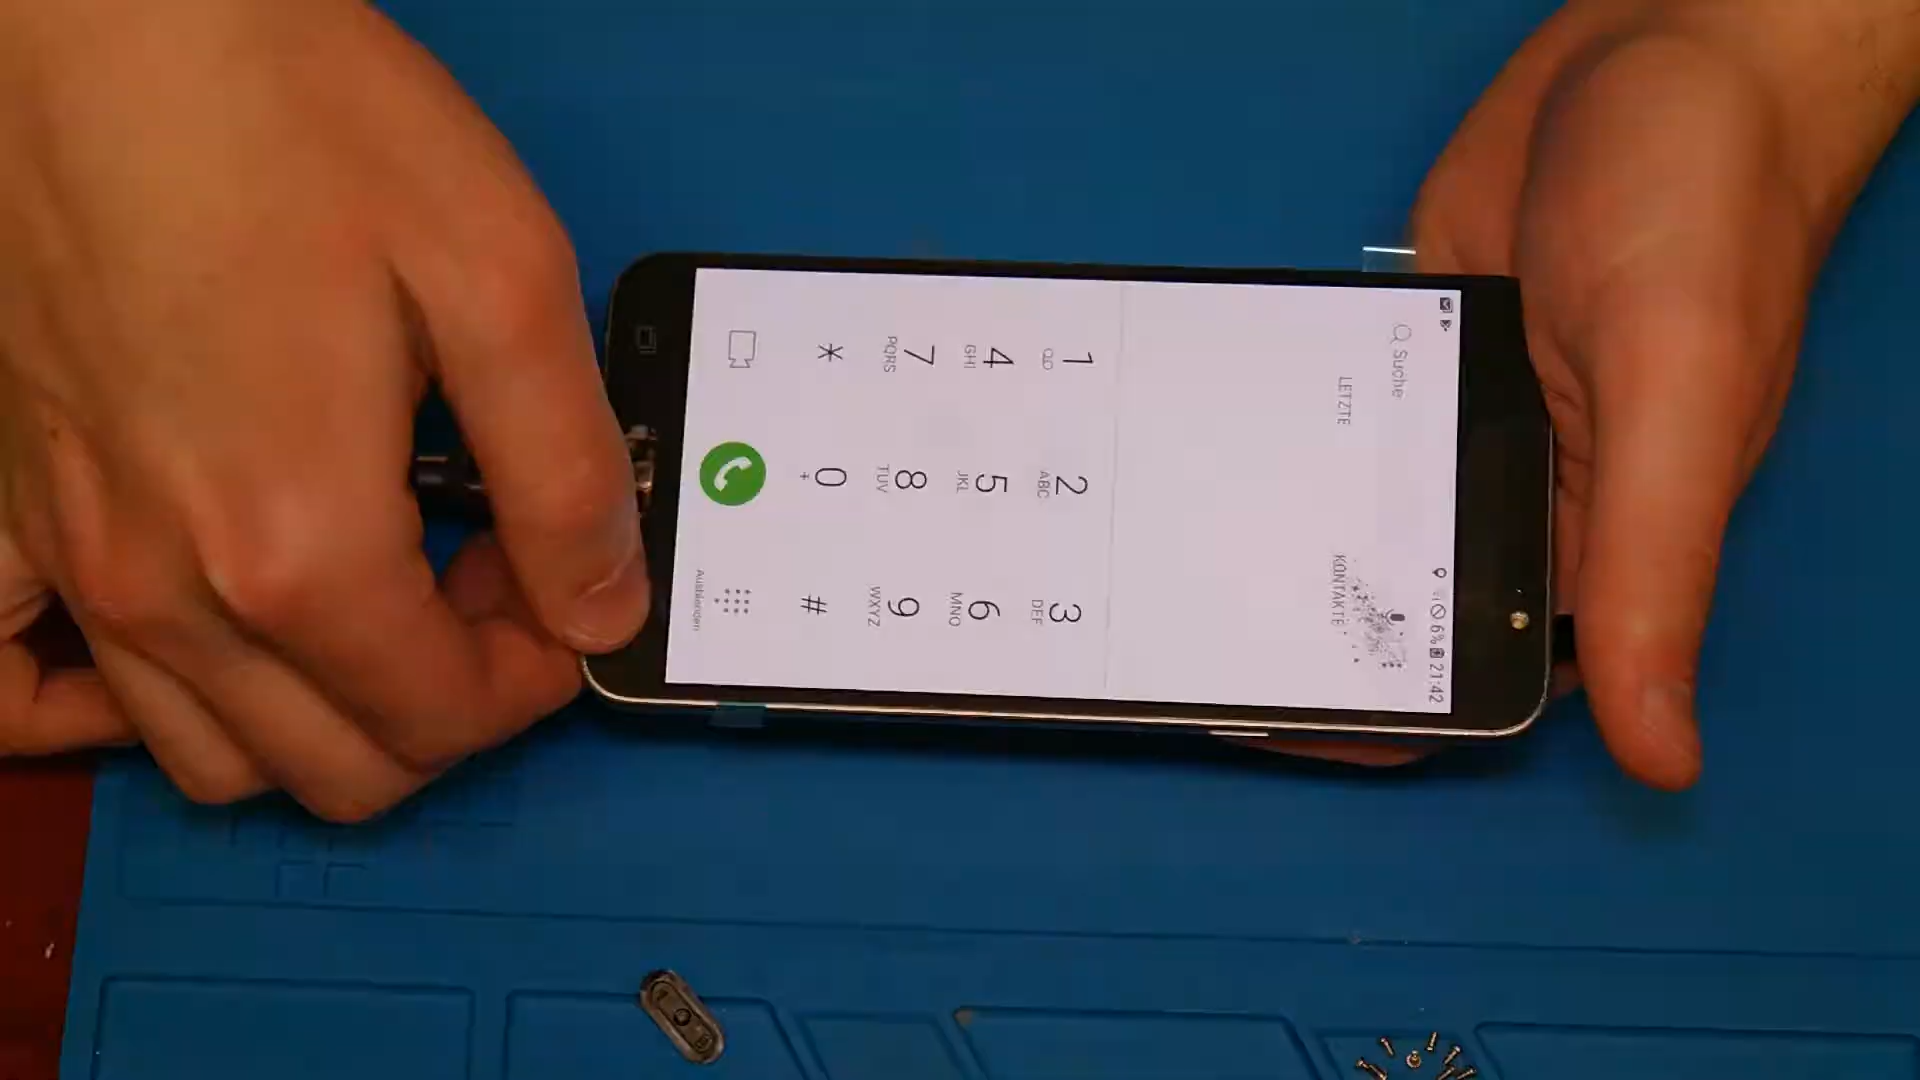 6% 21:42
Suche
LETZTE KONTAKTE
1 2 ABC 3 DEF
4 GHI 5 JKL 6 MNO
7 PQRS 8 TUV 9 WXYZ
* 0 + #
Ausblenden